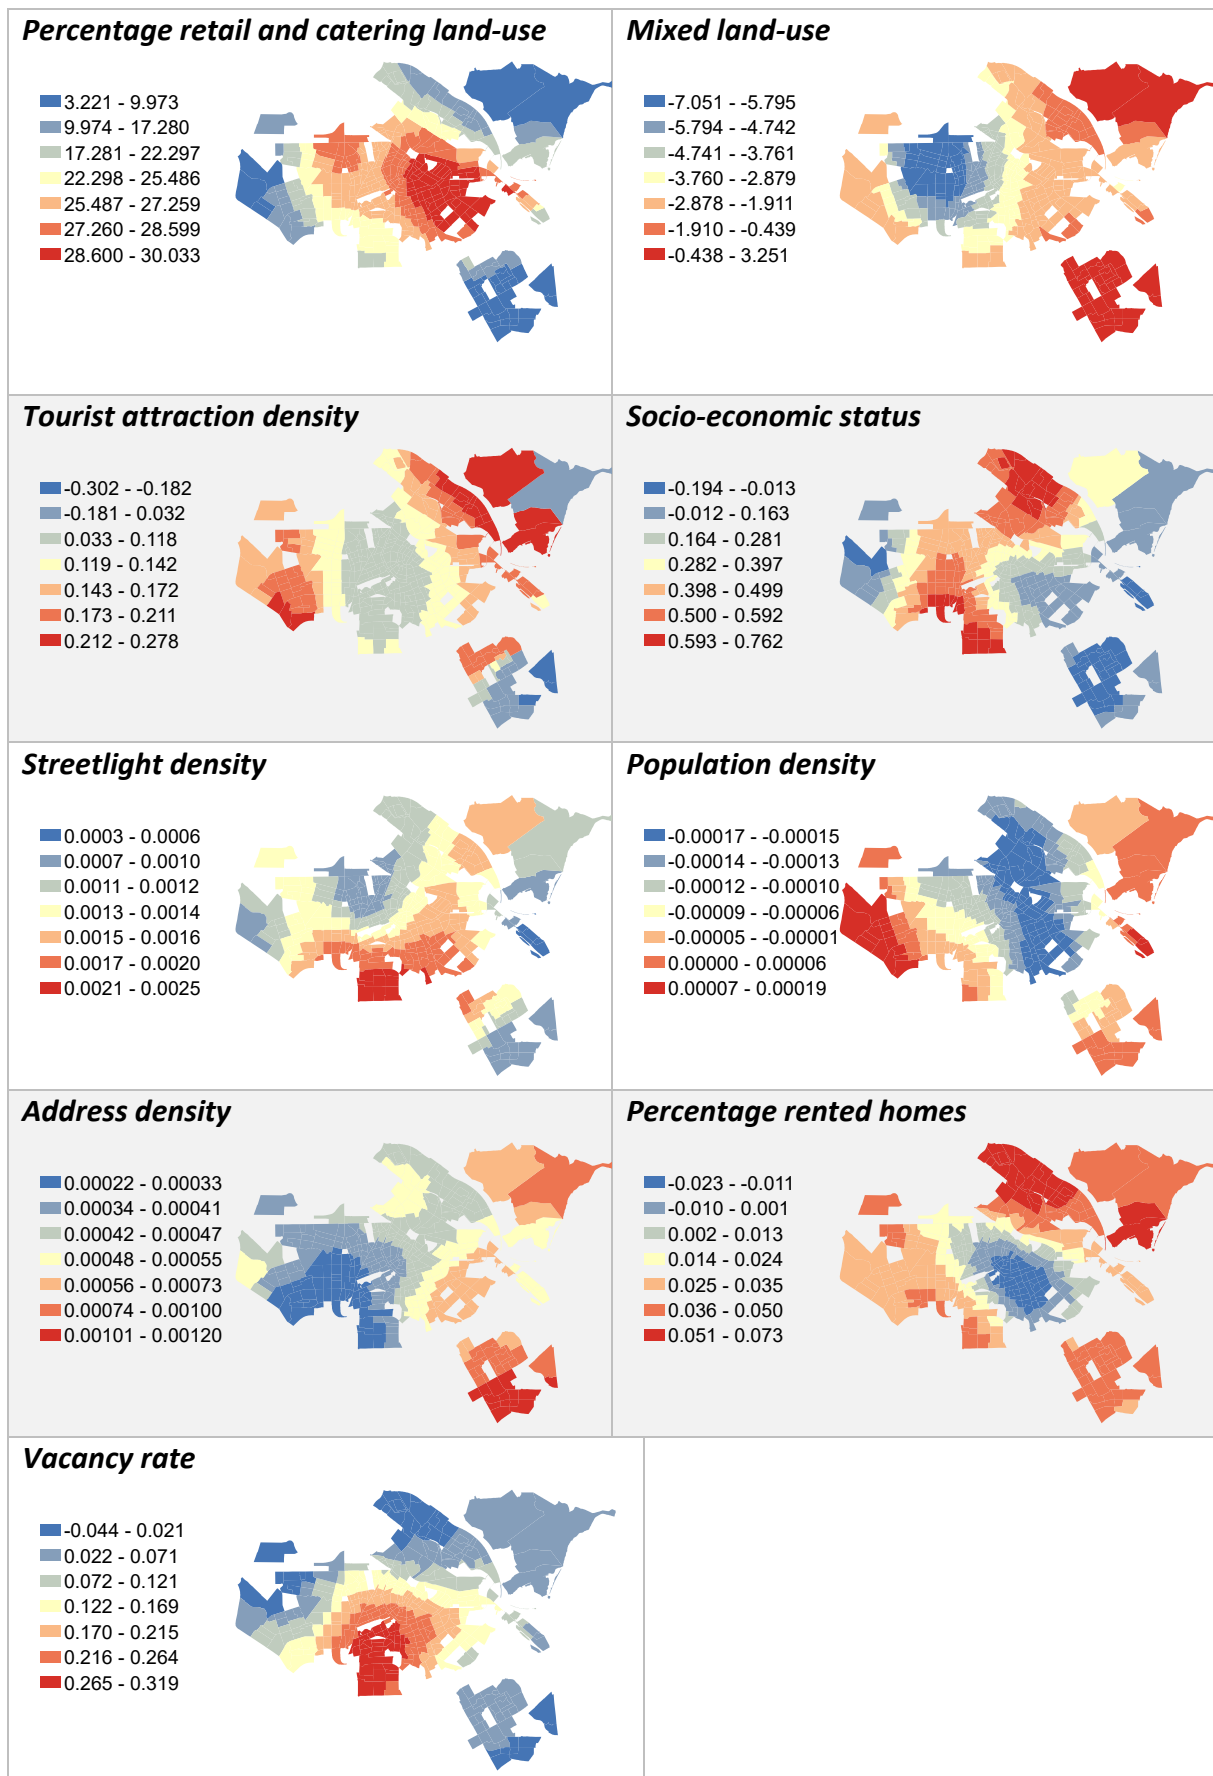 Percentage retail and catering land-use
3.221 - 9.973
9.974 - 17.280
17.281 - 22.297
22.298 - 25.486
25.487 - 27.259
27.260 - 28.599
28.600 - 30.033
Mixed land-use
-7.051 - -5.795
-5.794 - -4.742
-4.741 - -3.761
-3.760 - -2.879
-2.878 - -1.911
-1.910 - -0.439
-0.438 - 3.251
Tourist attraction density
-0.302 - -0.182
-0.181 - 0.032
0.033 - 0.118
0.119 - 0.142
0.143 - 0.172
0.173 - 0.211
0.212 - 0.278
Socio-economic status
-0.194 - -0.013
-0.012 - 0.163
0.164 - 0.281
0.282 - 0.397
0.398 - 0.499
0.500 - 0.592
0.593 - 0.762
Streetlight density
0.0003 - 0.0006
0.0007 - 0.0010
0.0011 - 0.0012
0.0013 - 0.0014
0.0015 - 0.0016
0.0017 - 0.0020
0.0021 - 0.0025
Population density
-0.00017 - -0.00015
-0.00014 - -0.00013
-0.00012 - -0.00010
-0.00009 - -0.00006
-0.00005 - -0.00001
0.00000 - 0.00006
0.00007 - 0.00019
Address density
0.00022 - 0.00033
0.00034 - 0.00041
0.00042 - 0.00047
0.00048 - 0.00055
0.00056 - 0.00073
0.00074 - 0.00100
0.00101 - 0.00120
Percentage rented homes
-0.023 - -0.011
-0.010 - 0.001
0.002 - 0.013
0.014 - 0.024
0.025 - 0.035
0.036 - 0.050
0.051 - 0.073
Vacancy rate
-0.044 - 0.021
0.022 - 0.071
0.072 - 0.121
0.122 - 0.169
0.170 - 0.215
0.216 - 0.264
0.265 - 0.319